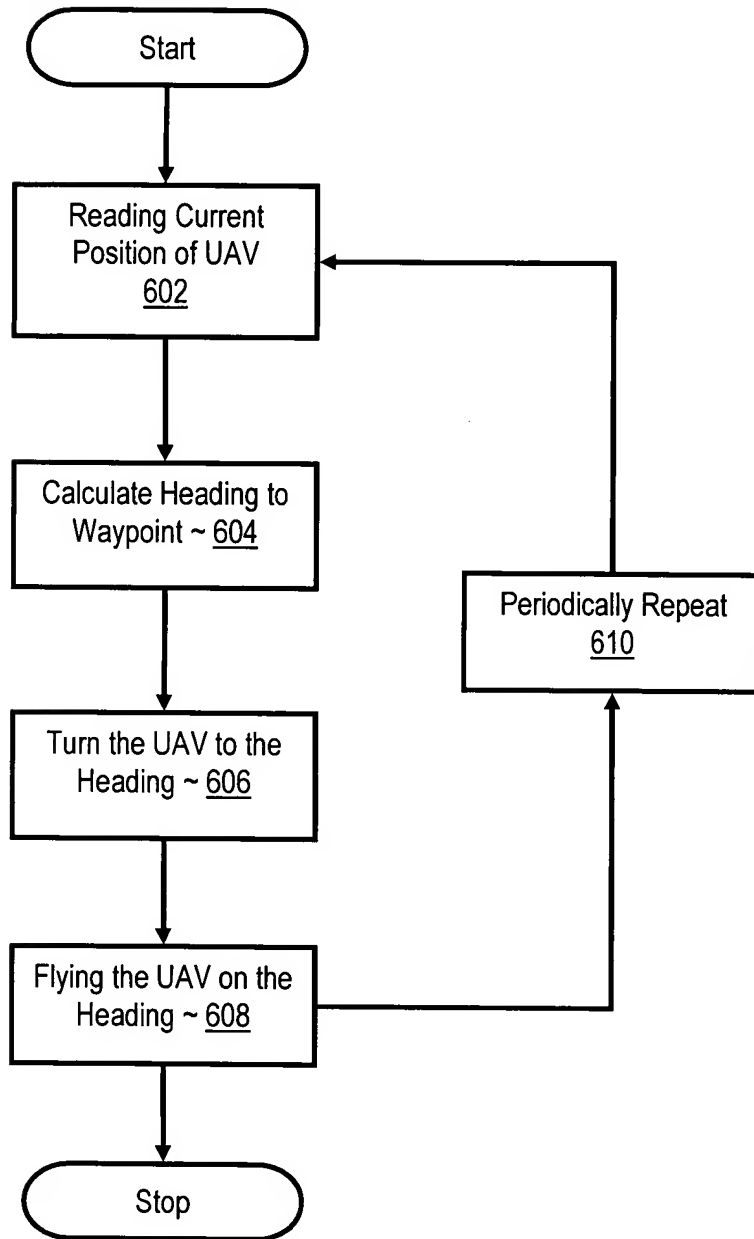 Start
Reading Current
Position of UAV
602
Calculate Heading to
Waypoint ~ 604
Periodically Repeat
610
Turn the UAV to the
Heading ~ 606
Flying the UAV on the
Heading ~ 608
Stop